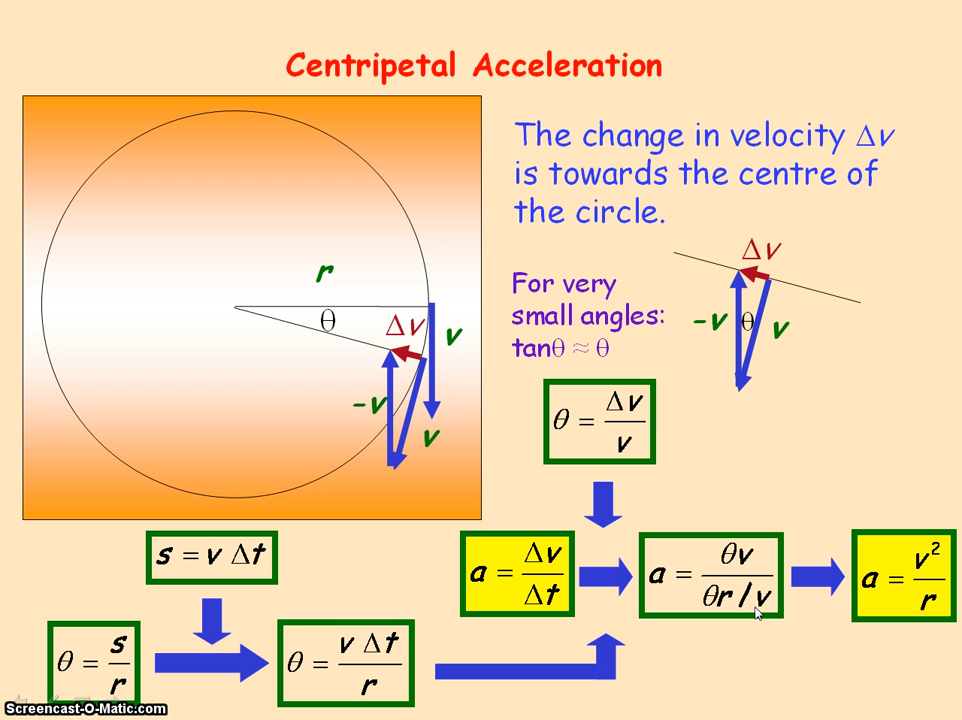 Centripetal Acceleration
The change in velocity Δv
is towards the centre of
the circle.
r
θ
Δv
v
-v
v
For very
small angles:
tanθ ≈ θ
Δv
-v
θ
v
θ = Δv / v
s = v Δt
a = Δv / Δt
a = θv / θr / v
a = v² / r
θ = s / r
θ = v Δt / r
Screencast-O-Matic.com